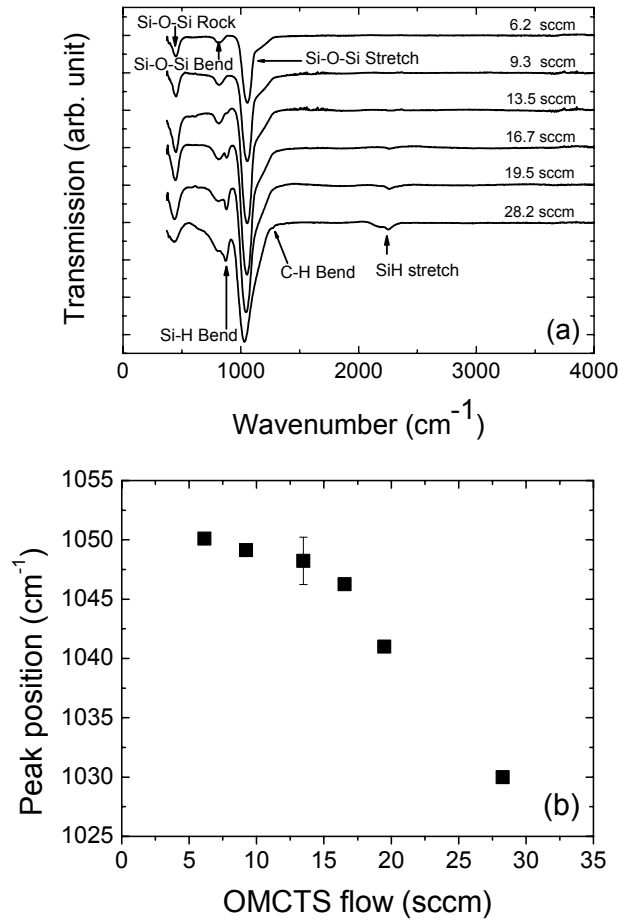 Si-O-Si Rock
6.2 sccm
Si-O-Si Bend
Si-O-Si Stretch
9.3 sccm
13.5 sccm
16.7 sccm
19.5 sccm
28.2 sccm
C-H Bend
SiH stretch
Si-H Bend
(a)
Transmission (arb. unit)
0 1000 2000 3000 4000
Wavenumber (cm-1)
1055
1050
1045
1040
1035
1030
1025
Peak position (cm-1)
(b)
0 5 10 15 20 25 30 35
OMCTS flow (sccm)